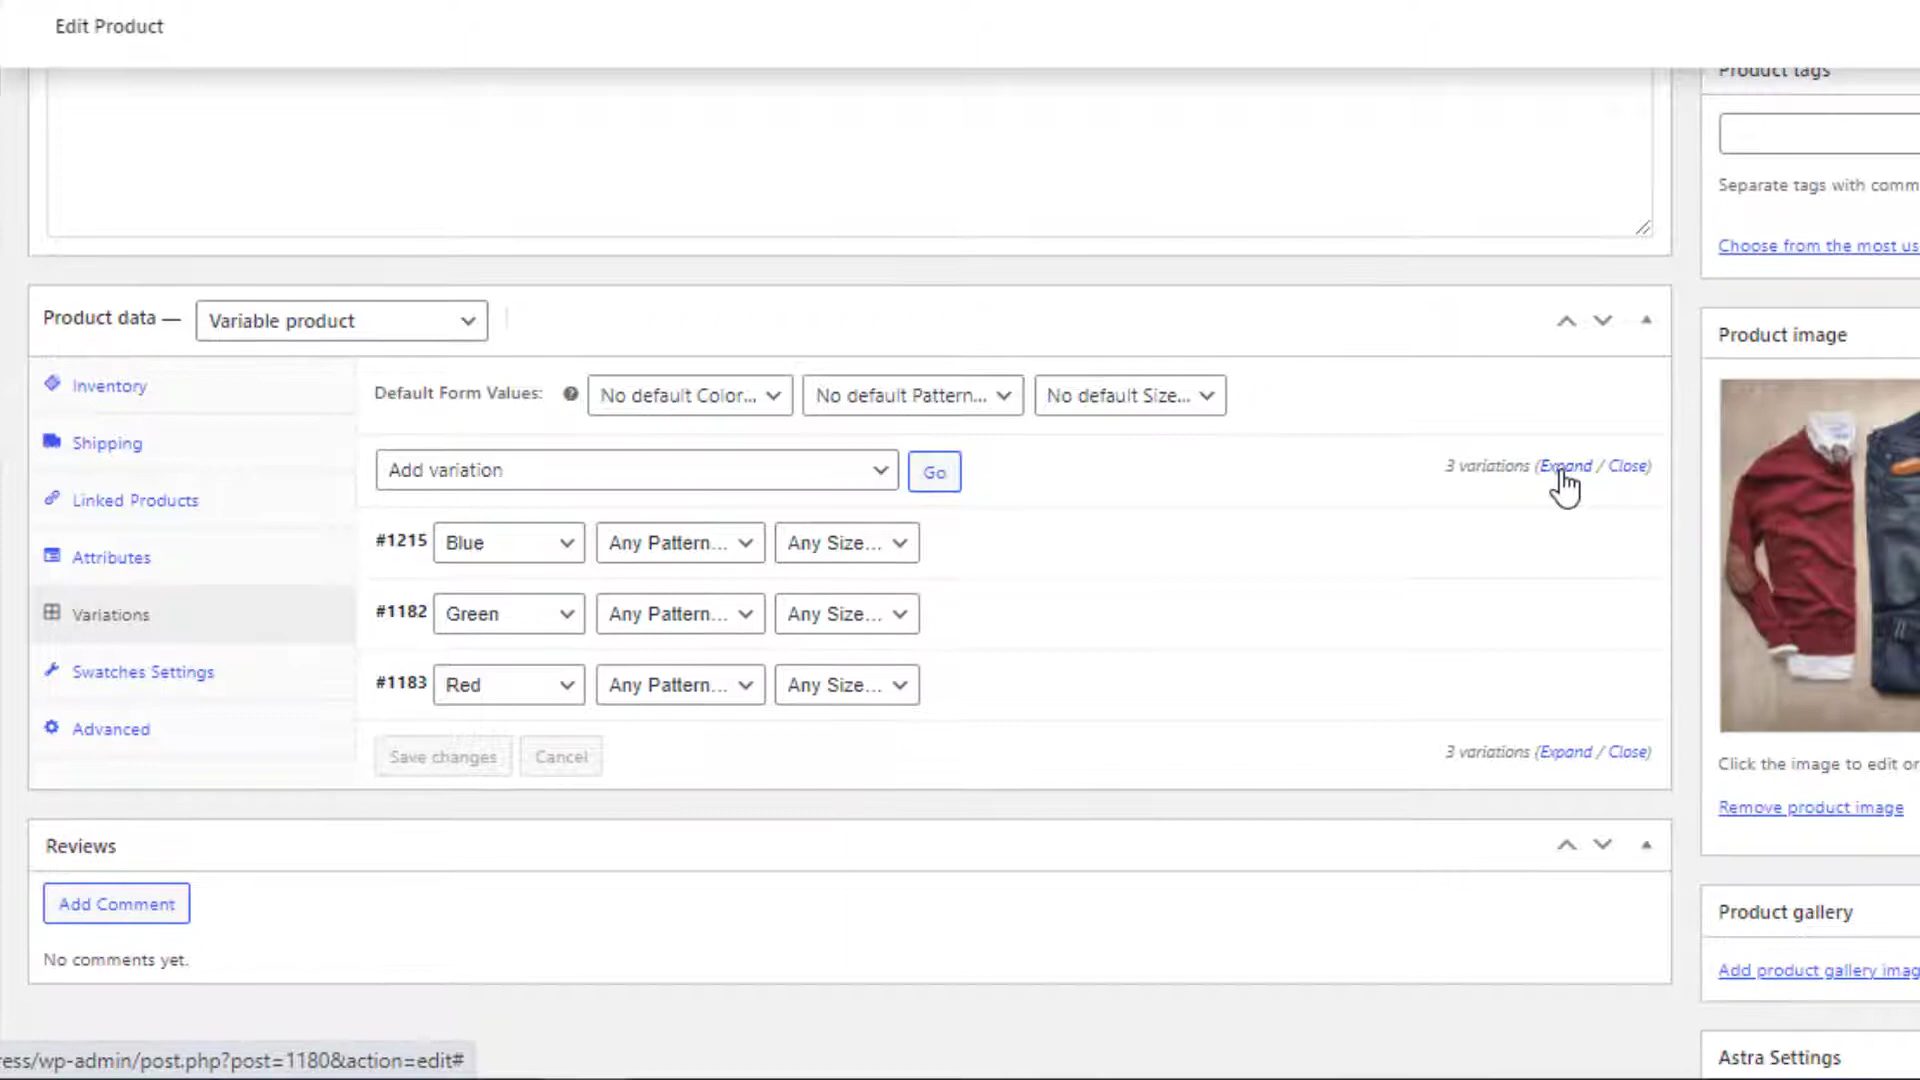 Edit Product
Product tags
Separate tags with comm
Choose from the most us
Product data —
Variable product
Product image
Inventory
Default Form Values:
No default Color...
No default Pattern...
No default Size...
Shipping
Add variation
Go
3 variations (Expand / Close)
Linked Products
#1215
Blue
Any Pattern...
Any Size...
Attributes
#1182
Green
Any Pattern...
Any Size...
Variations
#1183
Red
Any Pattern...
Any Size...
Swatches Settings
Advanced
Save changes
Cancel
3 variations (Expand / Close)
Click the image to edit or
Remove product image
Reviews
Add Comment
No comments yet.
Product gallery
Add product gallery imag
ress/wp-admin/post.php?post=1180&action=edit#
Astra Settings